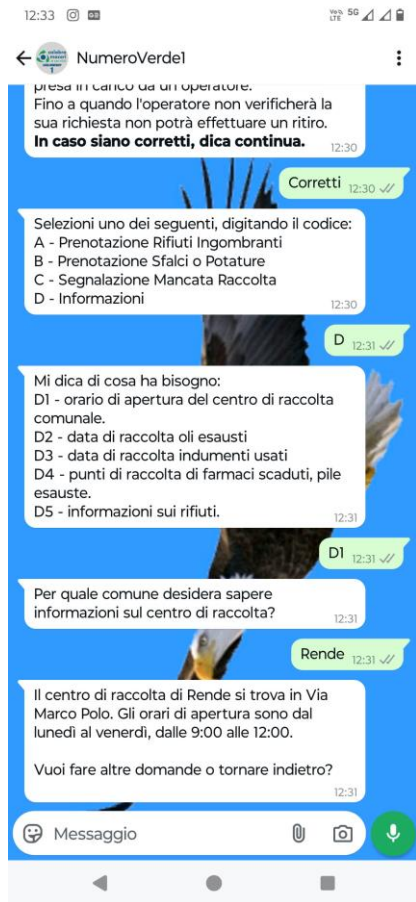 12:33
5G
LTE
NumeroVerde1
presa in carico da un operatore.
Fino a quando l'operatore non verificherà la
sua richiesta non potrà effettuare un ritiro.
In caso siano corretti, dica continua.
12:30
Corretti 12:30
Selezioni uno dei seguenti, digitando il codice:
A - Prenotazione Rifiuti Ingombranti
B - Prenotazione Sfalci o Potature
C - Segnalazione Mancata Raccolta
D - Informazioni
12:30
D 12:31
Mi dica di cosa ha bisogno:
D1 - orario di apertura del centro di raccolta
comunale.
D2 - data di raccolta oli esausti
D3 - data di raccolta indumenti usati
D4 - punti di raccolta di farmaci scaduti, pile
esauste.
D5 - informazioni sui rifiuti.
12:31
D1 12:31
Per quale comune desidera sapere
informazioni sul centro di raccolta?
12:31
Rende 12:31
Il centro di raccolta di Rende si trova in Via
Marco Polo. Gli orari di apertura sono dal
lunedì al venerdì, dalle 9:00 alle 12:00.
Vuoi fare altre domande o tornare indietro?
12:31
Messaggio